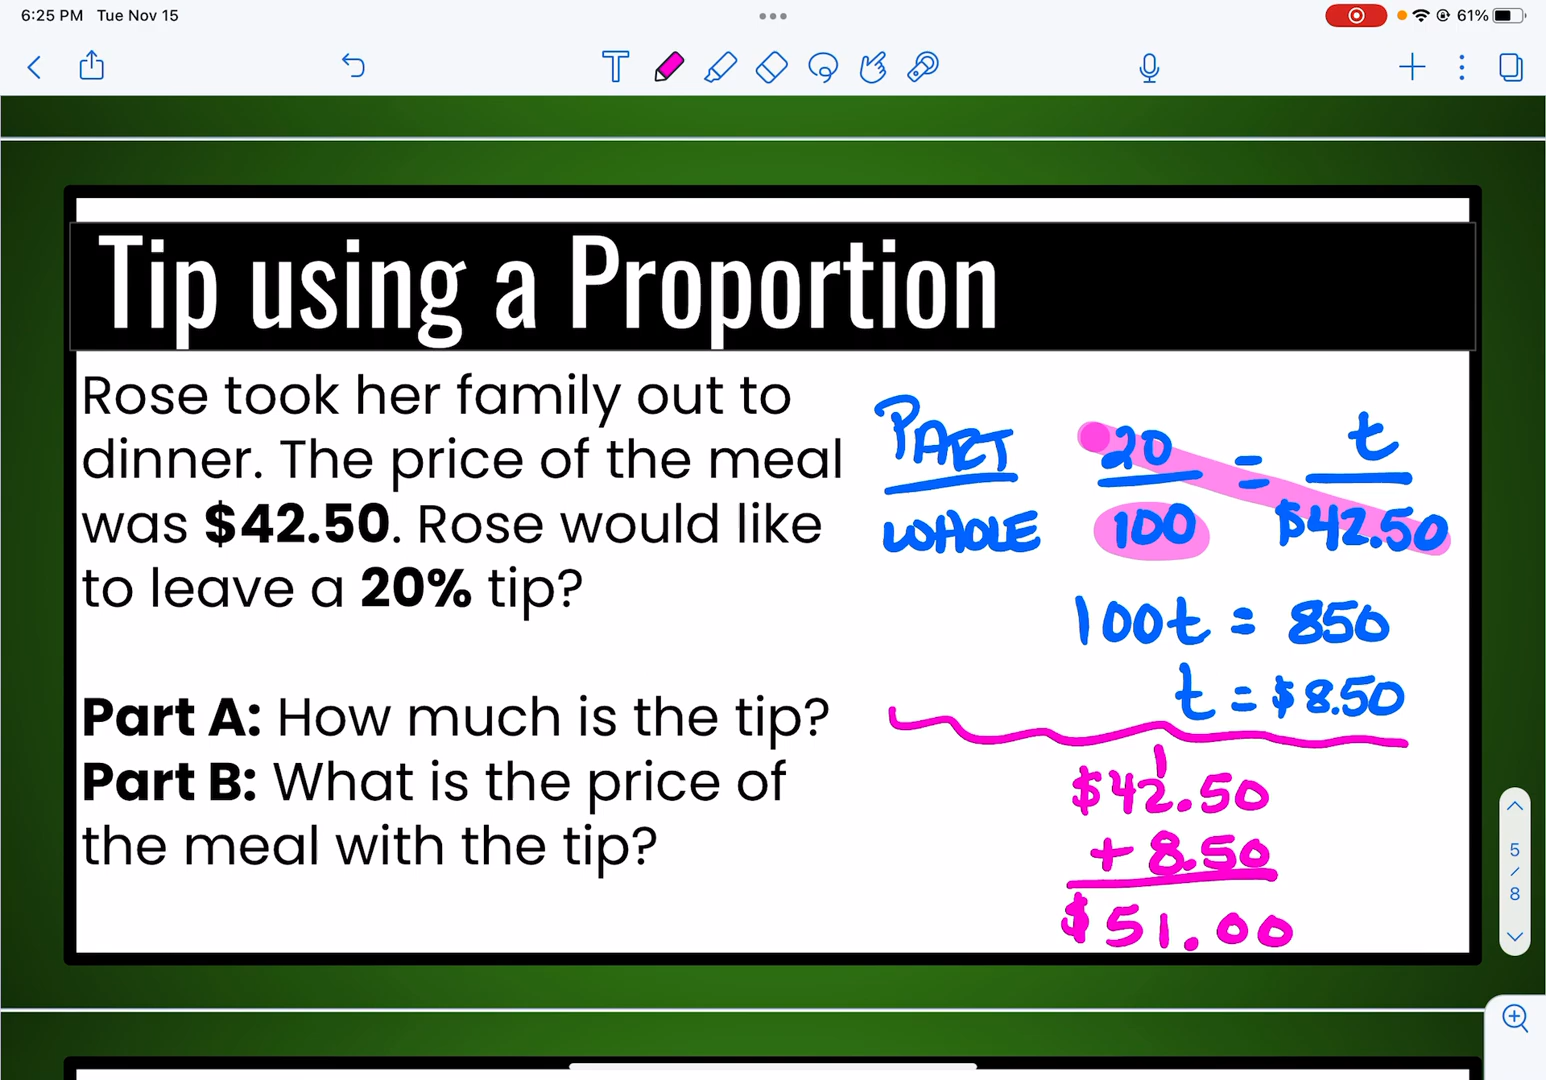 6:25 PM Tue Nov 15
61%
Tip using a Proportion
Rose took her family out to
dinner. The price of the meal
was $42.50. Rose would like
to leave a 20% tip?
Part A: How much is the tip?
Part B: What is the price of
the meal with the tip?
PART
WHOLE
20 = t
100 $42.50
100t = 850
t = $8.50
1
$42.50
+ 8.50
$51.00
5
/
8